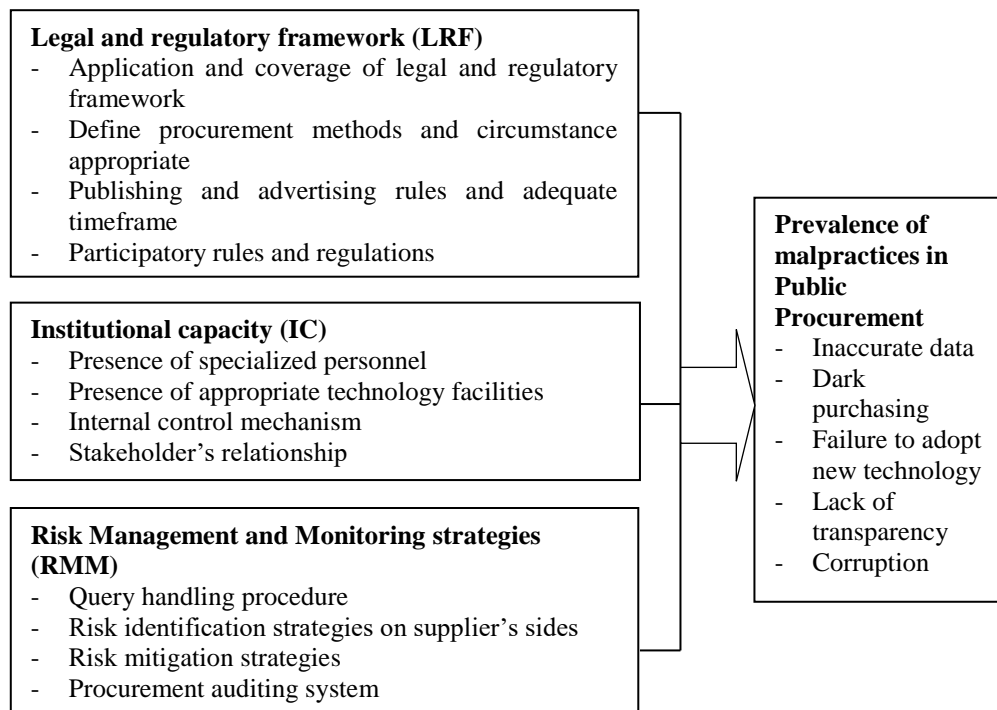 Legal and regulatory framework (LRF)
- Application and coverage of legal and regulatory
framework
- Define procurement methods and circumstance
appropriate
- Publishing and advertising rules and adequate
timeframe
- Participatory rules and regulations
Institutional capacity (IC)
- Presence of specialized personnel
- Presence of appropriate technology facilities
- Internal control mechanism
- Stakeholder’s relationship
Risk Management and Monitoring strategies
(RMM)
- Query handling procedure
- Risk identification strategies on supplier’s sides
- Risk mitigation strategies
- Procurement auditing system
Prevalence of
malpractices in
Public
Procurement
- Inaccurate data
- Dark
purchasing
- Failure to adopt
new technology
- Lack of
transparency
- Corruption